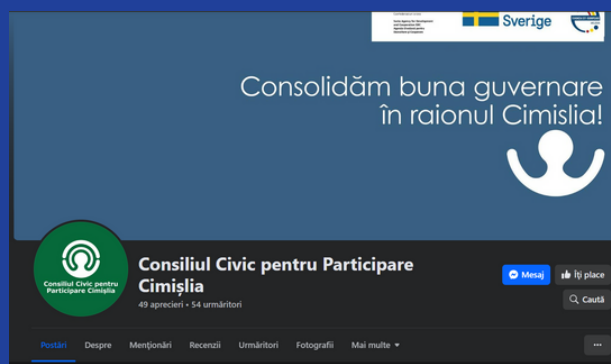 Sverige
Consolidăm buna guvernare
în raionul Cimislia!
Consiliul Civic pentru
Participare Cimișlia
Consiliul Civic pentru Participare
Cimișlia
49 aprecieri • 54 urmăritori
Mesaj
Îți place
Caută
Postări Despre Menționări Recenzii Urmăritori Fotografii Mai multe